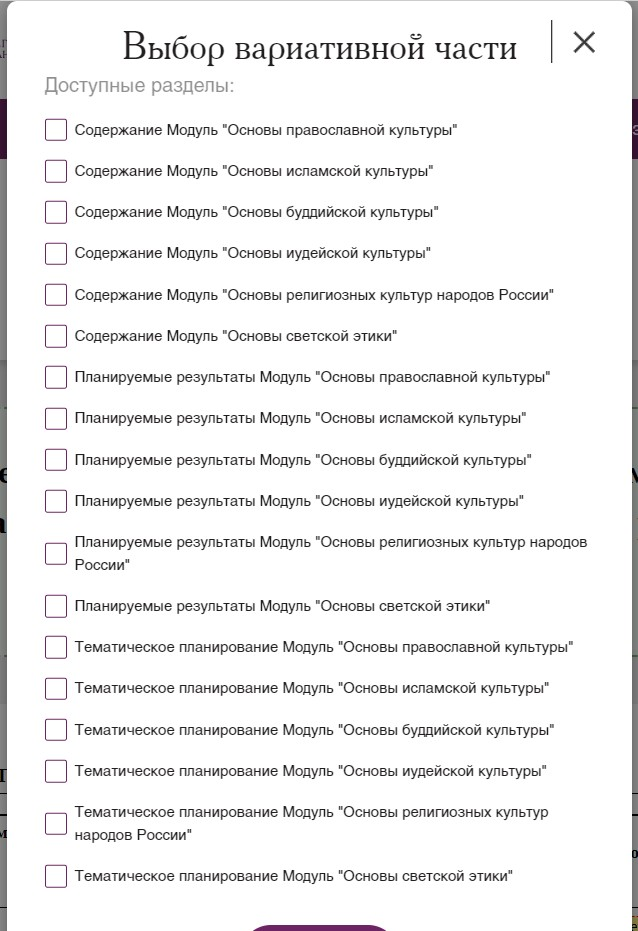 Выбор вариативной части
Доступные разделы:
Содержание Модуль "Основы православной культуры"
Содержание Модуль "Основы исламской культуры"
Содержание Модуль "Основы буддийской культуры"
Содержание Модуль "Основы иудейской культуры"
Содержание Модуль "Основы религиозных культур народов России"
Содержание Модуль "Основы светской этики"
Планируемые результаты Модуль "Основы православной культуры"
Планируемые результаты Модуль "Основы исламской культуры"
Планируемые результаты Модуль "Основы буддийской культуры"
Планируемые результаты Модуль "Основы иудейской культуры"
Планируемые результаты Модуль "Основы религиозных культур народов
России"
Планируемые результаты Модуль "Основы светской этики"
Тематическое планирование Модуль "Основы православной культуры"
Тематическое планирование Модуль "Основы исламской культуры"
Тематическое планирование Модуль "Основы буддийской культуры"
Тематическое планирование Модуль "Основы иудейской культуры"
Тематическое планирование Модуль "Основы религиозных культур
народов России"
Тематическое планирование Модуль "Основы светской этики"